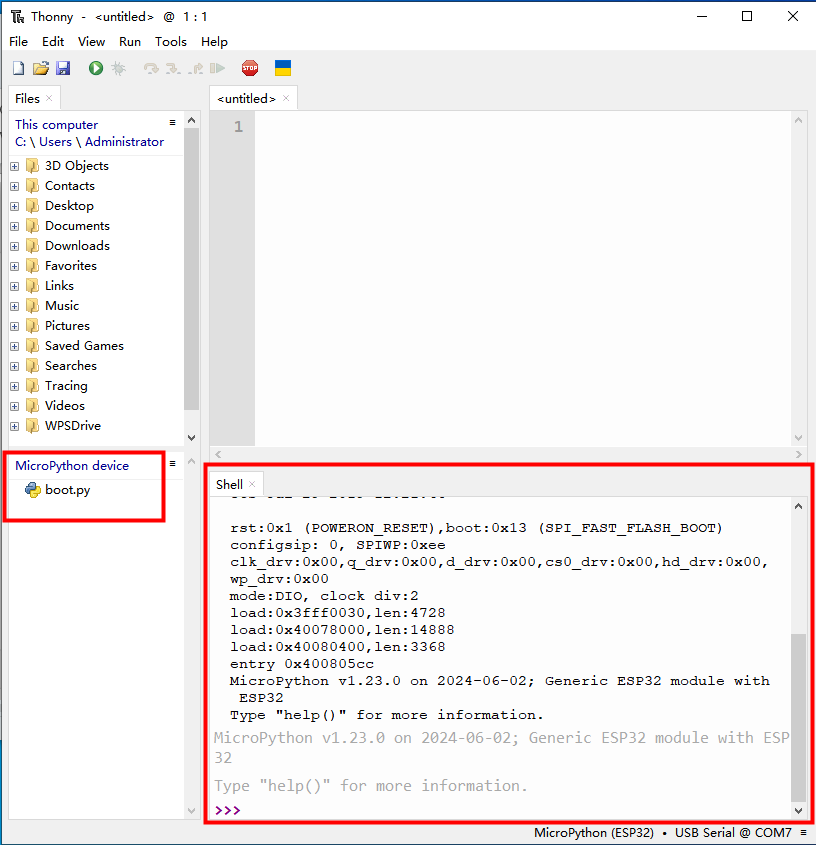 Thonny - <untitled> @ 1 : 1
File Edit View Run Tools Help
STOP
Files
<untitled>
This computer
C: \ Users \ Administrator
3D Objects
Contacts
Desktop
Documents
Downloads
Favorites
Links
Music
Pictures
Saved Games
Searches
Tracing
Videos
WPSDrive
1
MicroPython device
boot.py
Shell
rst:0x1 (POWERON_RESET),boot:0x13 (SPI_FAST_FLASH_BOOT)
configsip: 0, SPIWP:0xee
clk_drv:0x00,q_drv:0x00,d_drv:0x00,cs0_drv:0x00,hd_drv:0x00,
wp_drv:0x00
mode:DIO, clock div:2
load:0x3fff0030,len:4728
load:0x40078000,len:14888
load:0x40080400,len:3368
entry 0x400805cc
MicroPython v1.23.0 on 2024-06-02; Generic ESP32 module with
ESP32
Type "help()" for more information.
MicroPython v1.23.0 on 2024-06-02; Generic ESP32 module with ESP
32
Type "help()" for more information.
>>>
MicroPython (ESP32) • USB Serial @ COM7